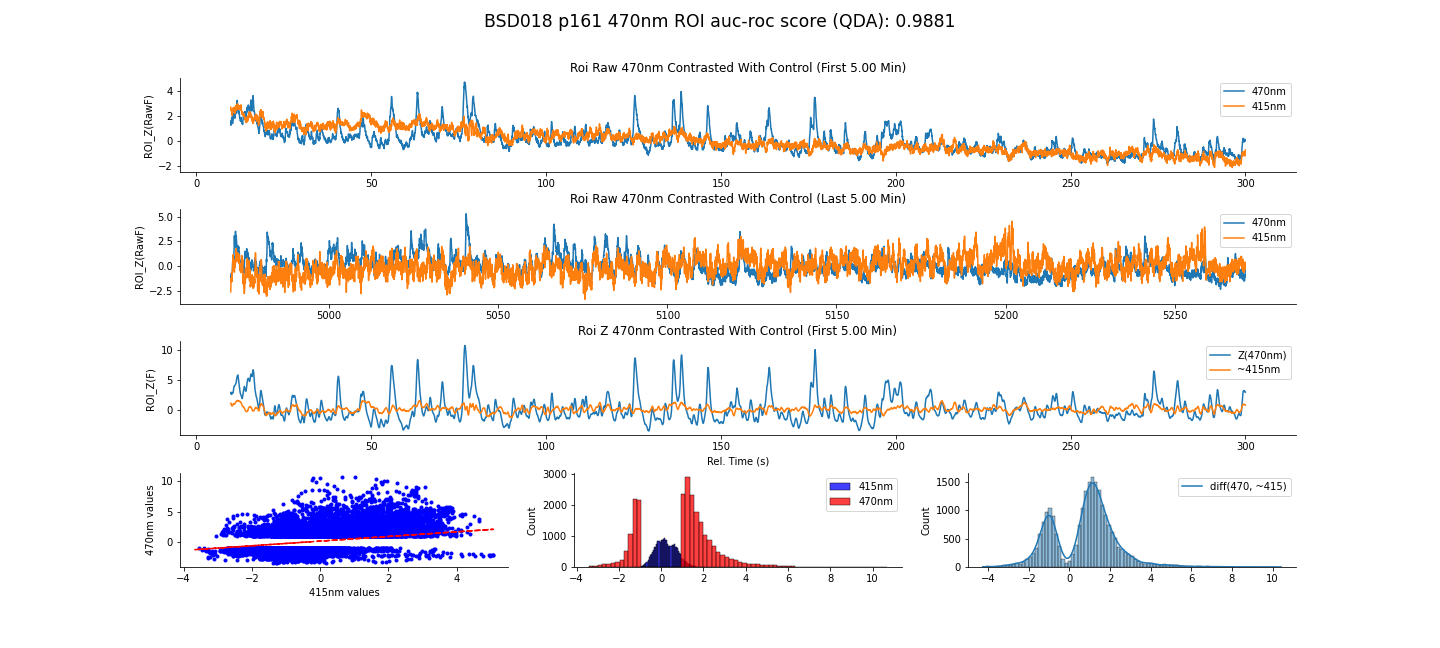 BSD018 p161 470nm ROI auc-roc score (QDA): 0.9881
Roi Raw 470nm Contrasted With Control (First 5.00 Min)
ROI_Z(RawF)
4
2
0
−2
470nm
415nm
0 50 100 150 200 250 300
Roi Raw 470nm Contrasted With Control (Last 5.00 Min)
ROI_Z(RawF)
5.0
2.5
0.0
−2.5
470nm
415nm
5000 5050 5100 5150 5200 5250
Roi Z 470nm Contrasted With Control (First 5.00 Min)
ROI_Z(F)
10
5
0
Z(470nm)
~415nm
0 50 100 150 200 250 300
Rel. Time (s)
470nm values
10
5
0
−4 −2 0 2 4
415nm values
Count
3000
2000
1000
0
415nm
470nm
−4 −2 0 2 4 6 8 10
Count
1500
1000
500
0
diff(470, ~415)
−4 −2 0 2 4 6 8 10